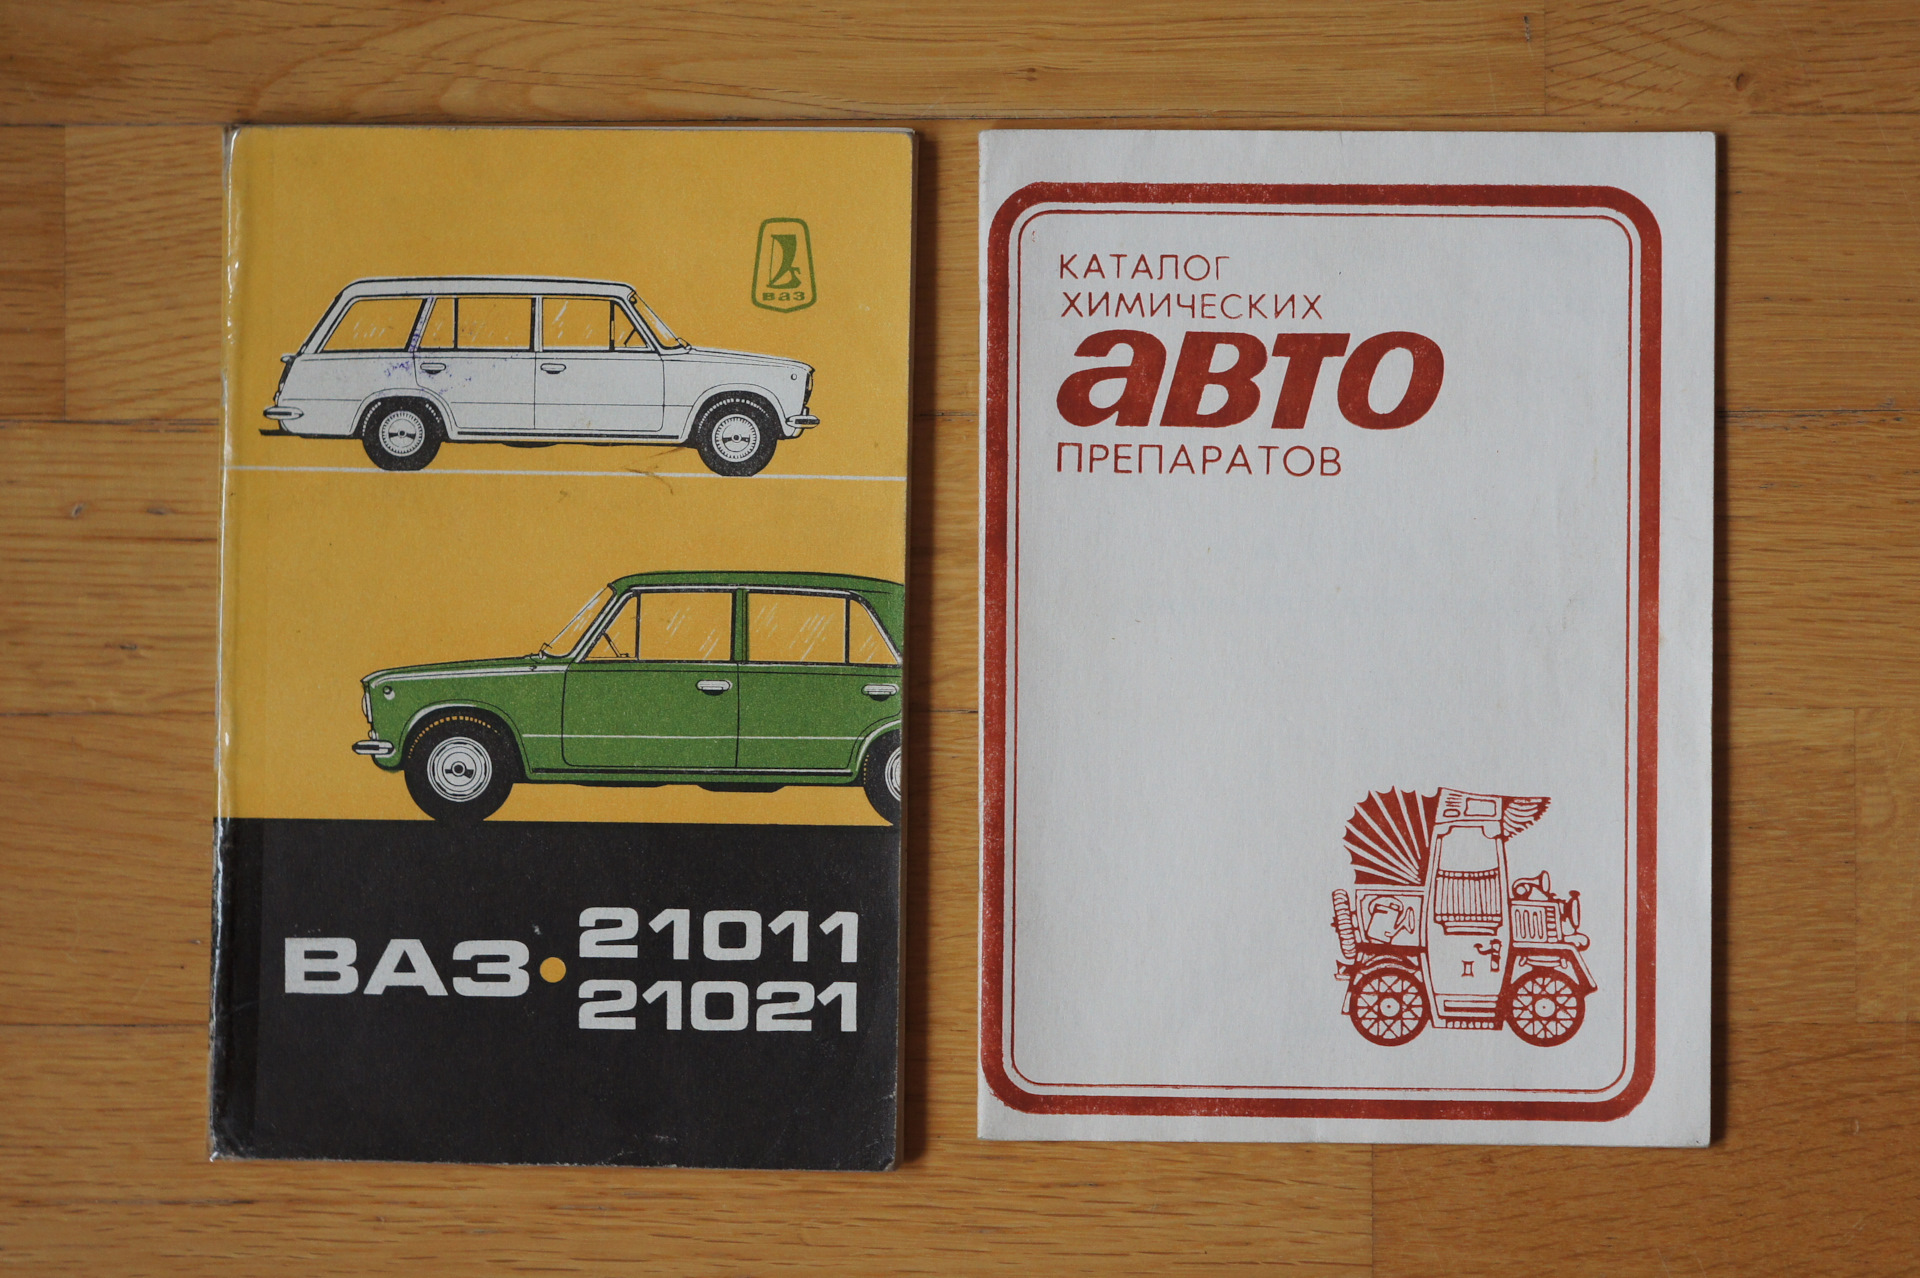 ВАЗ
ВАЗ
21011
21021
КАТАЛОГ
ХИМИЧЕСКИХ
авто
ПРЕПАРАТОВ